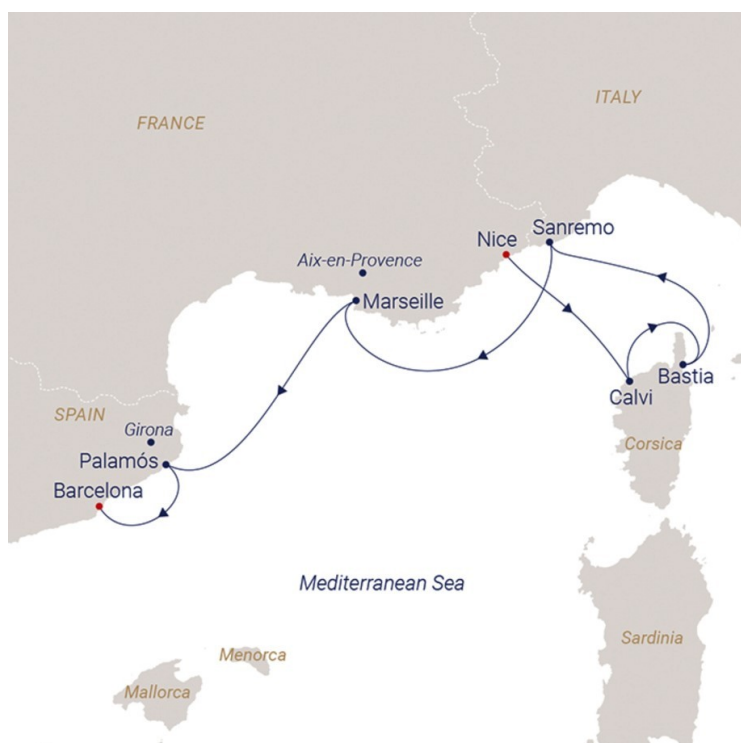 ITALY
FRANCE
Sanremo
Nice
Aix-en-Provence
Marseille
Bastia
Calvi
SPAIN
Girona
Corsica
Palamós
Barcelona
Mediterranean Sea
Sardinia
Menorca
Mallorca